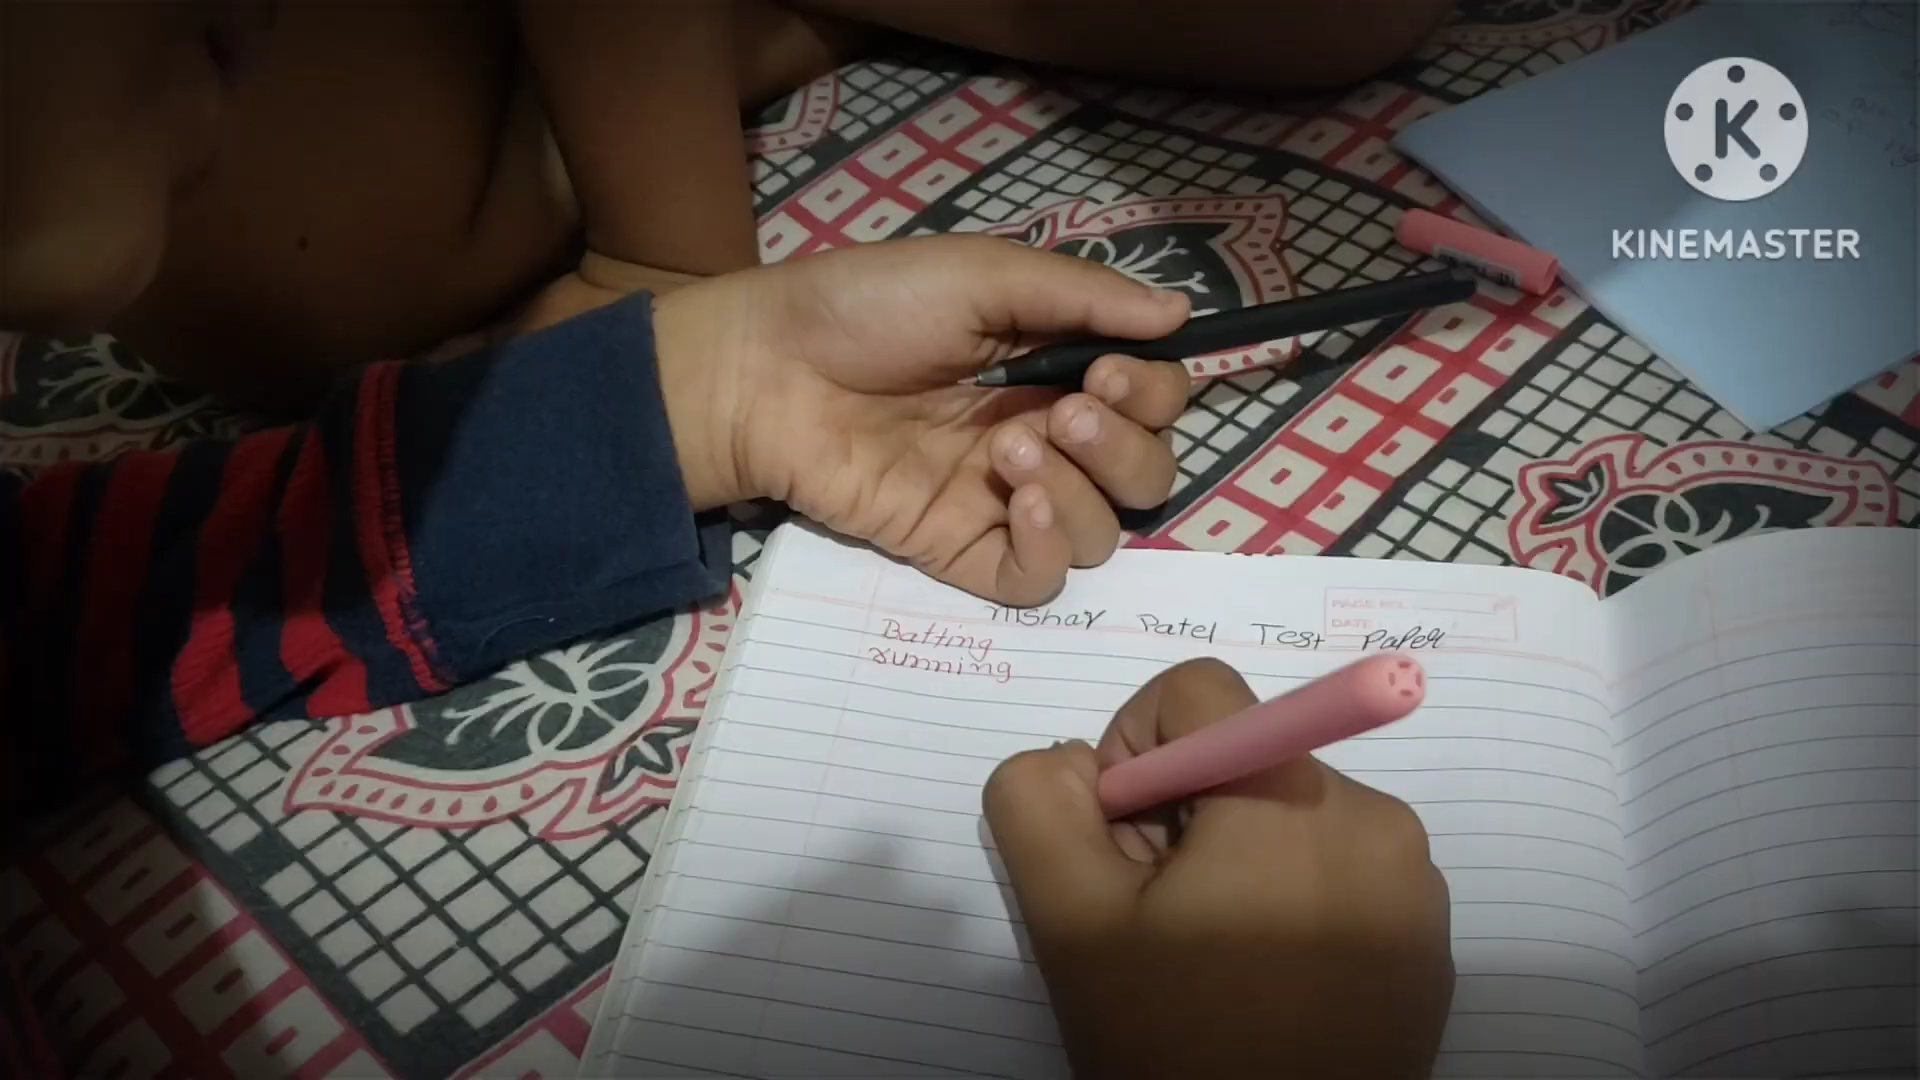 KINEMASTER
PAGE NO.
DATE
Patel Test Paper
Batting
running